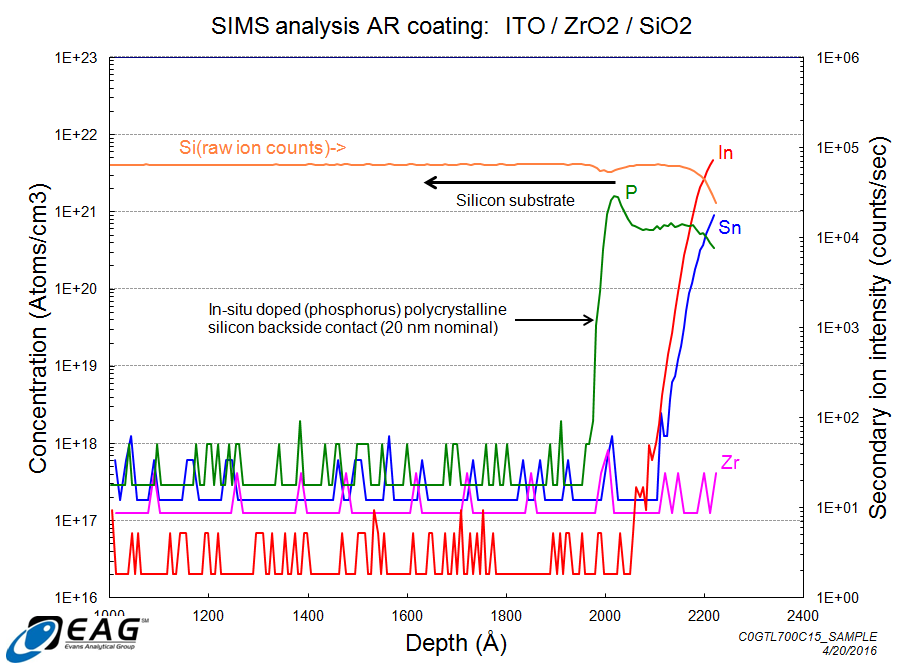 SIMS analysis AR coating: ITO / ZrO2 / SiO2
1E+23
1E+06
1E+22
Si(raw ion counts)->
1E+05
In
P
Silicon substrate
1E+21
Sn
1E+04
1E+20
In-situ doped (phosphorus) polycrystalline
silicon backside contact (20 nm nominal)
1E+03
1E+19
1E+02
1E+18
Zr
1E+17
1E+01
1E+16
1E+00
Concentration (Atoms/cm3)
Secondary ion intensity (counts/sec)
1000
1200
1400
1600
1800
2000
2200
2400
Depth (Å)
EAG SM
Evans Analytical Group
C0GTL700C15_SAMPLE
4/20/2016